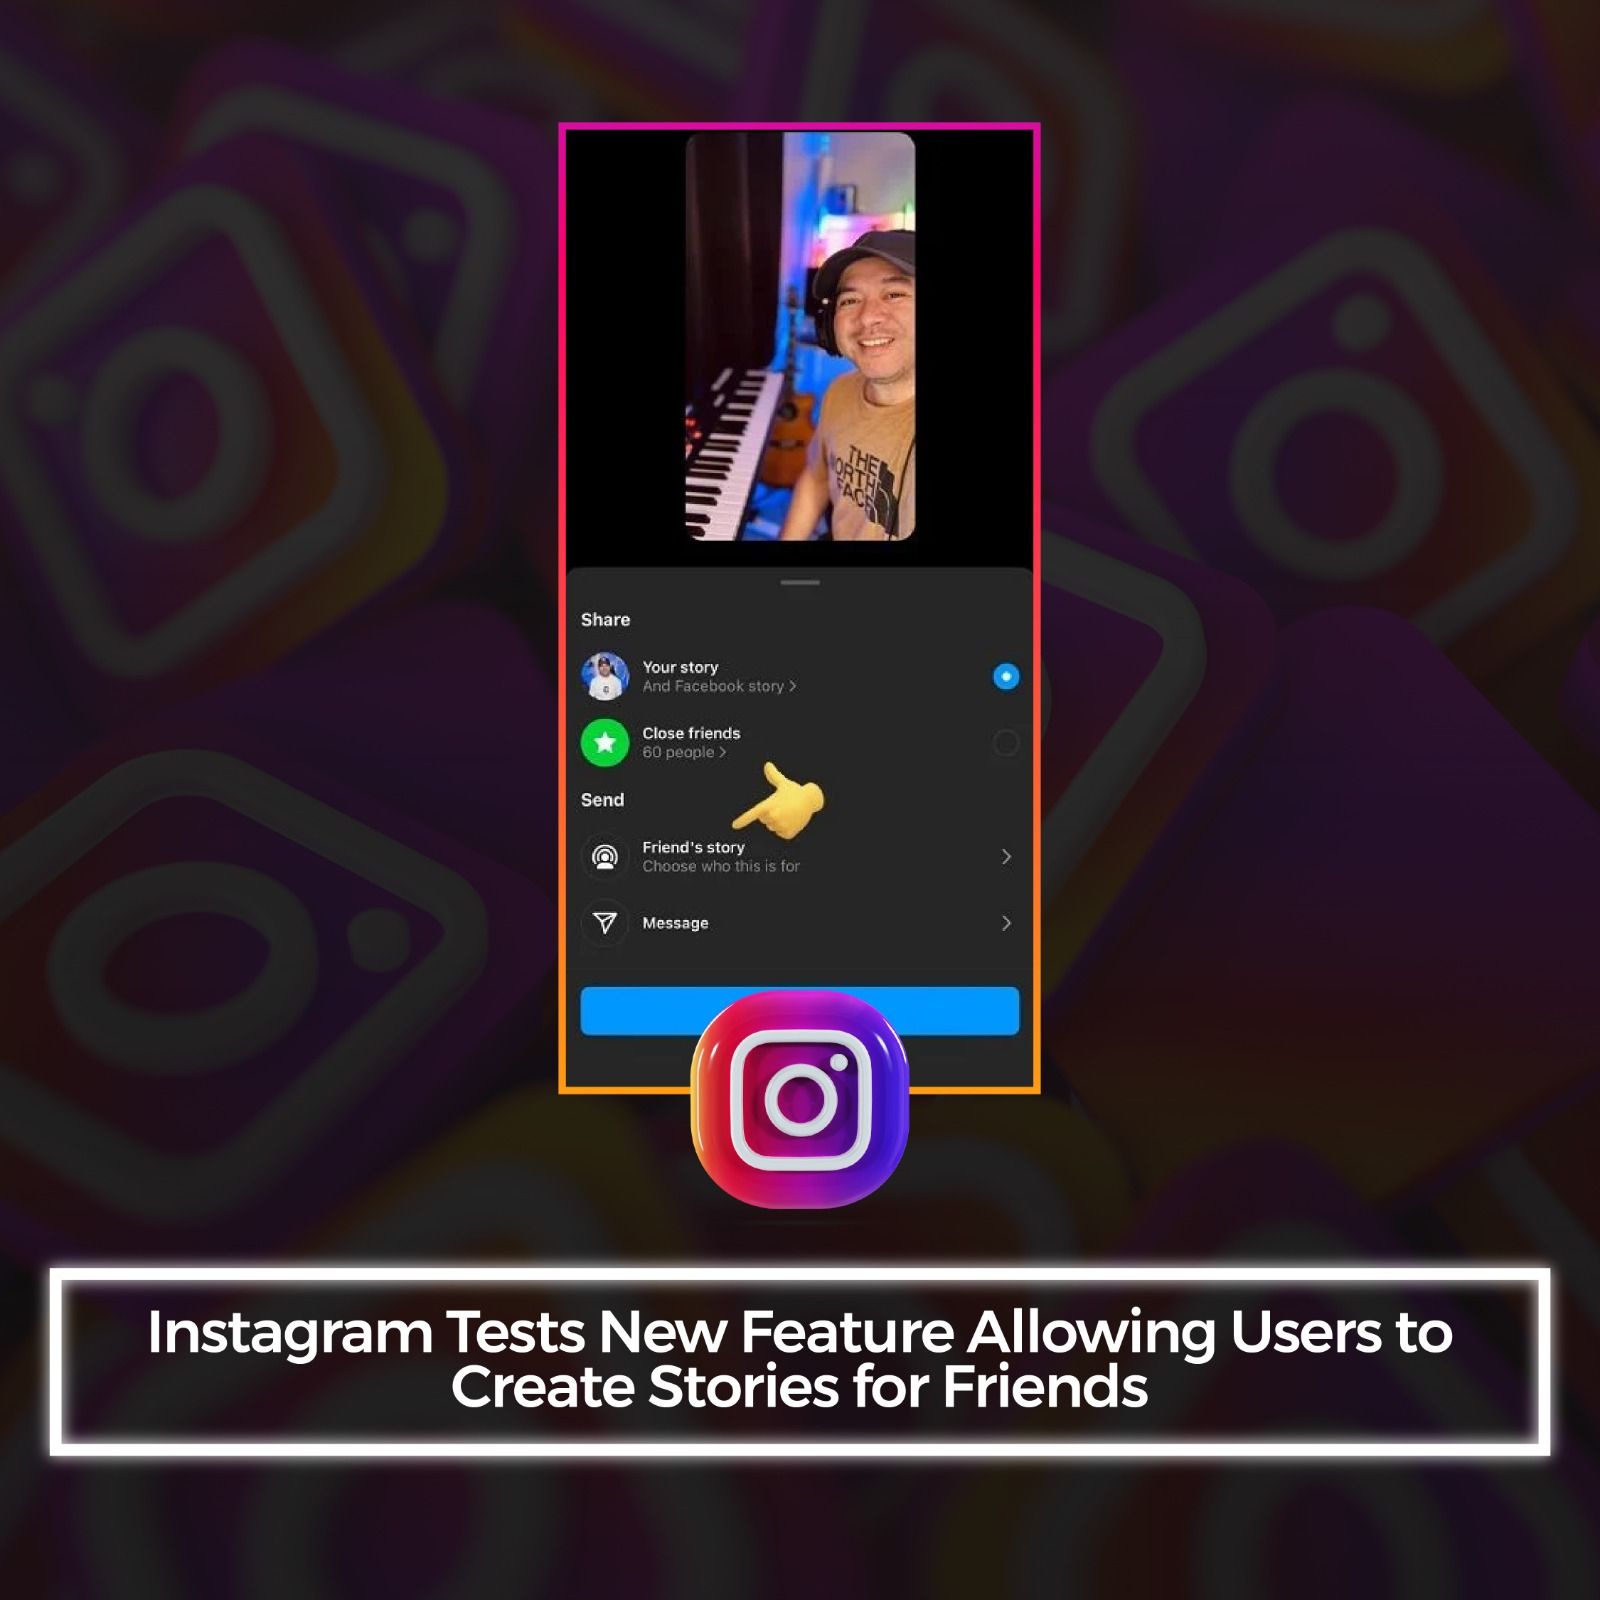 THE
NORTH
FACE
Share
Your story
And Facebook story >
Close friends
60 people >
Send
Friend's story
Choose who this is for
Message
Instagram Tests New Feature Allowing Users to
Create Stories for Friends